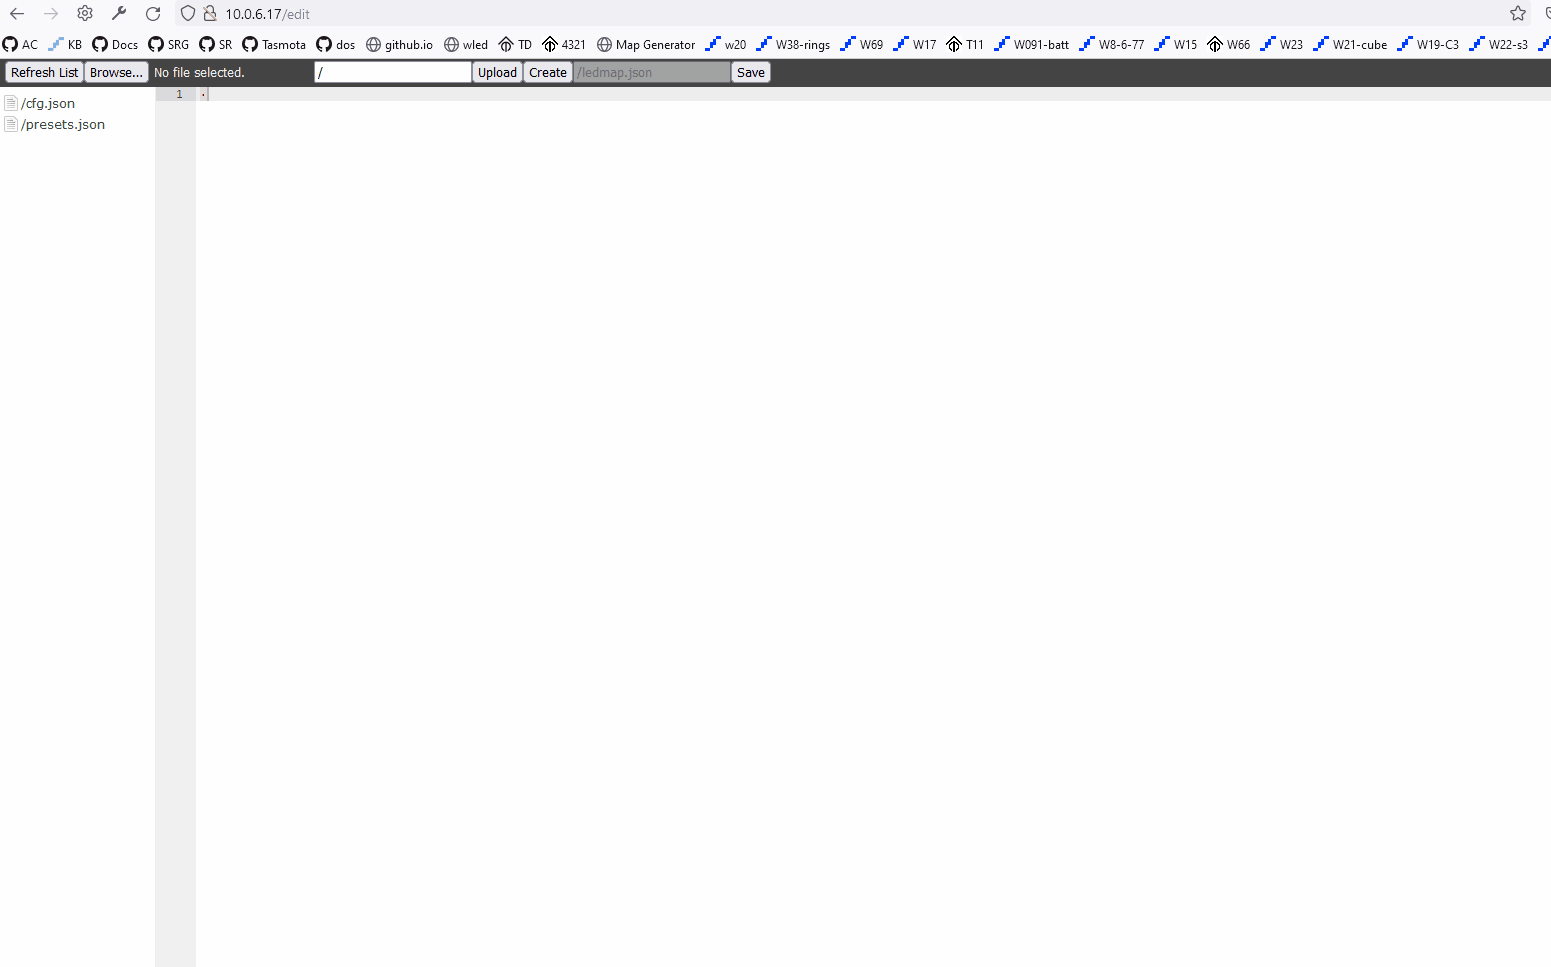 10.0.6.17/edit
AC KB Docs SRG SR Tasmota dos github.io wled TD 4321 Map Generator w20 W38-rings W69 W17 T11 W091-batt W8-6-77 W15 W66 W23 W21-cube W19-C3 W22-s3
Refresh List Browse... No file selected. / Upload Create /ledmap.json Save
/cfg.json 1 ·
/presets.json